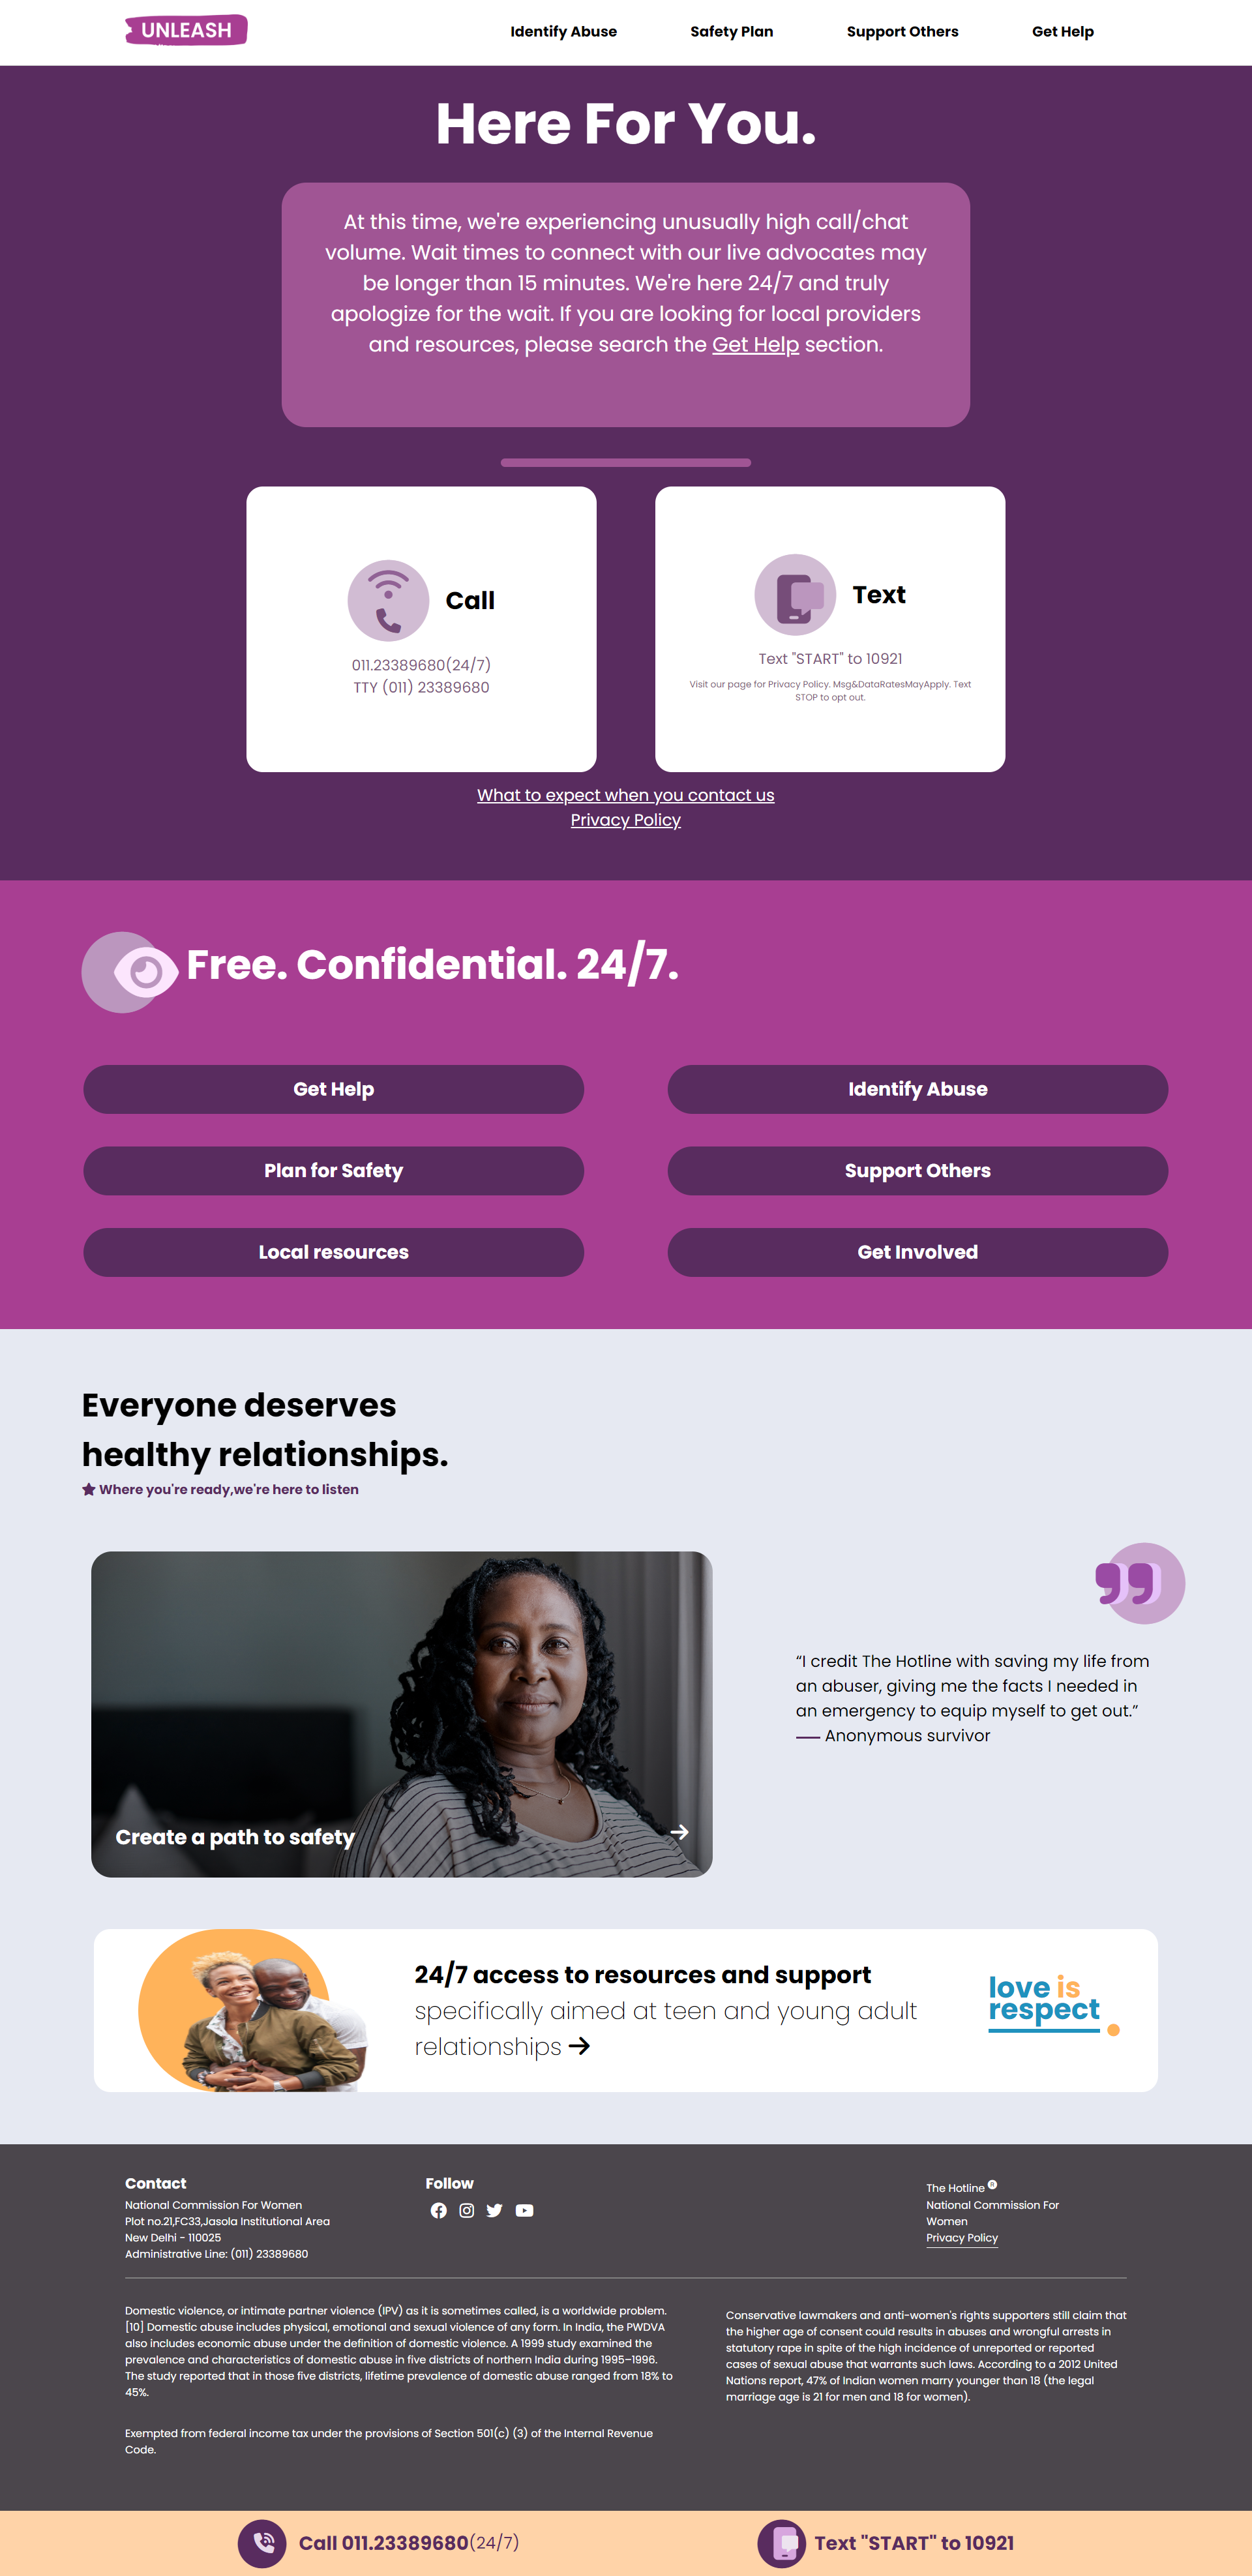 UNLEASH
Identify Abuse
Safety Plan
Support Others
Get Help
Here For You.
At this time, we're experiencing unusually high call/chat
volume. Wait times to connect with our live advocates may
be longer than 15 minutes. We're here 24/7 and truly
apologize for the wait. If you are looking for local providers
and resources, please search the Get Help section.
Call
011.23389680(24/7)
TTY (011) 23389680
Text
Text "START" to 10921
Visit our page for Privacy Policy. Msg&DataRatesMayApply. Text
STOP to opt out.
What to expect when you contact us
Privacy Policy
Free. Confidential. 24/7.
Get Help
Identify Abuse
Plan for Safety
Support Others
Local resources
Get Involved
Everyone deserves
healthy relationships.
Where you're ready,we're here to listen
Create a path to safety
“I credit The Hotline with saving my life from
an abuser, giving me the facts I needed in
an emergency to equip myself to get out.”
Anonymous survivor
24/7 access to resources and support
specifically aimed at teen and young adult
relationships
love is
respect
Contact
National Commission For Women
Plot no.21,FC33,Jasola Institutional Area
New Delhi - 110025
Administrative Line: (011) 23389680
Follow
The Hotline ®
National Commission For
Women
Privacy Policy
Domestic violence, or intimate partner violence (IPV) as it is sometimes called, is a worldwide problem.
[10] Domestic abuse includes physical, emotional and sexual violence of any form. In India, the PWDVA
also includes economic abuse under the definition of domestic violence. A 1999 study examined the
prevalence and characteristics of domestic abuse in five districts of northern India during 1995–1996.
The study reported that in those five districts, lifetime prevalence of domestic abuse ranged from 18% to
45%.
Exempted from federal income tax under the provisions of Section 501(c) (3) of the Internal Revenue
Code.
Conservative lawmakers and anti-women's rights supporters still claim that
the higher age of consent could results in abuses and wrongful arrests in
statutory rape in spite of the high incidence of unreported or reported
cases of sexual abuse that warrants such laws. According to a 2012 United
Nations report, 47% of Indian women marry younger than 18 (the legal
marriage age is 21 for men and 18 for women).
Call 011.23389680(24/7)
Text "START" to 10921